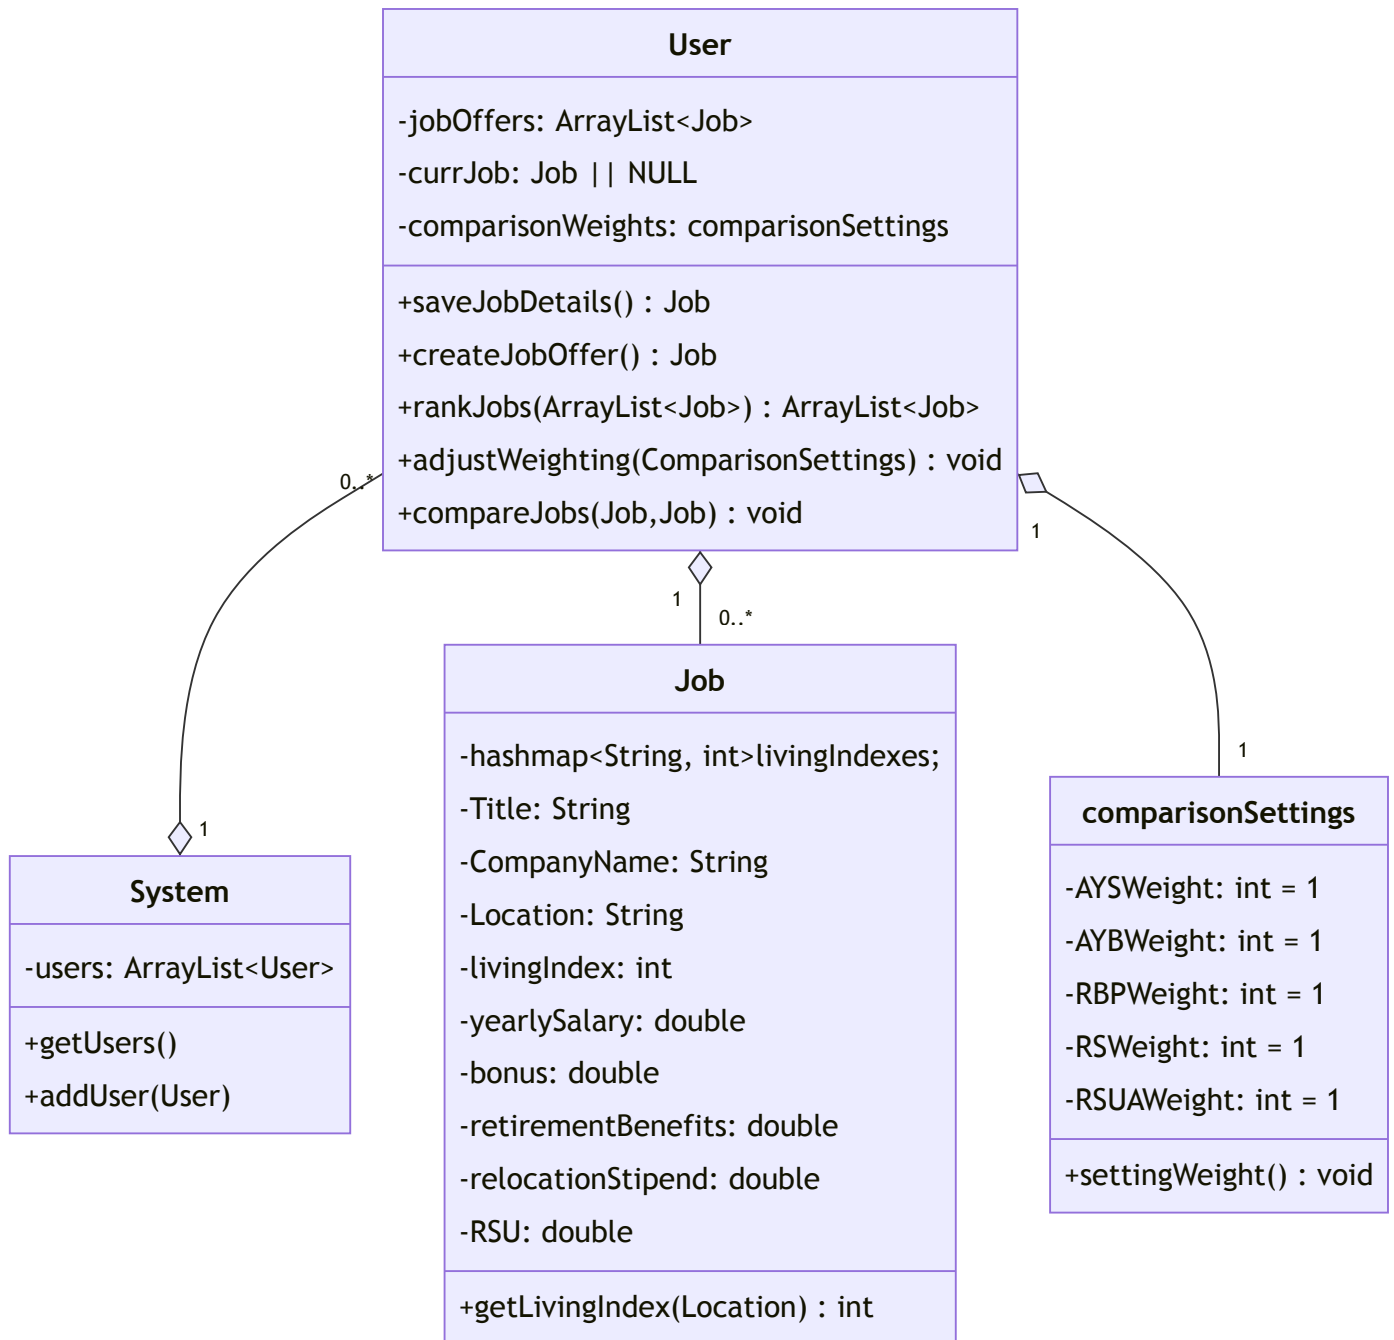 User
-jobOffers: ArrayList<Job>
-currJob: Job || NULL
-comparisonWeights: comparisonSettings
+saveJobDetails() : Job
+createJobOffer() : Job
+rankJobs(ArrayList<Job>) : ArrayList<Job>
+adjustWeighting(ComparisonSettings) : void
+compareJobs(Job,Job) : void
0..*
1
1
0..*
1
1
System
-users: ArrayList<User>
+getUsers()
+addUser(User)
Job
-hashmap<String, int>livingIndexes;
-Title: String
-CompanyName: String
-Location: String
-livingIndex: int
-yearlySalary: double
-bonus: double
-retirementBenefits: double
-relocationStipend: double
-RSU: double
+getLivingIndex(Location) : int
comparisonSettings
-AYSWeight: int = 1
-AYBWeight: int = 1
-RBPWeight: int = 1
-RSWeight: int = 1
-RSUAWeight: int = 1
+settingWeight() : void